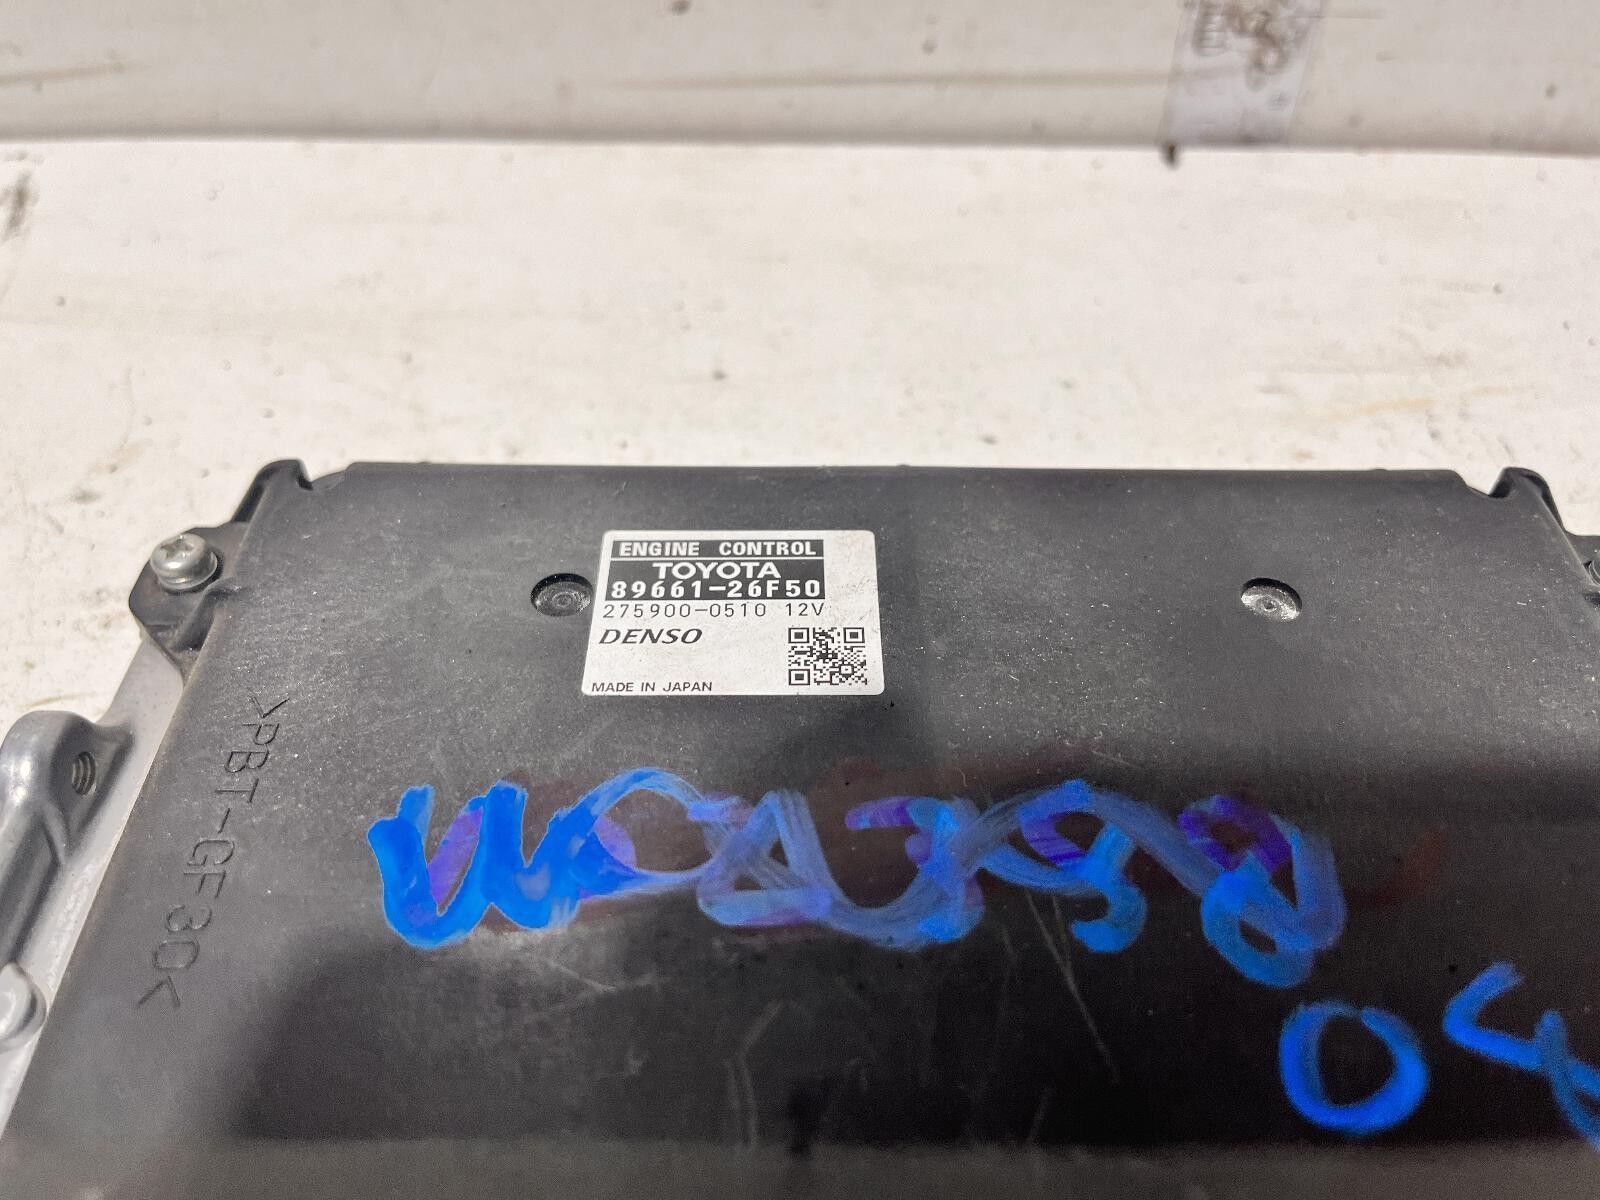 ENGINE CONTROL
TOYOTA
89661-26F50
275900-0510 12V
DENSO
MADE IN JAPAN
>PBT-GF30<